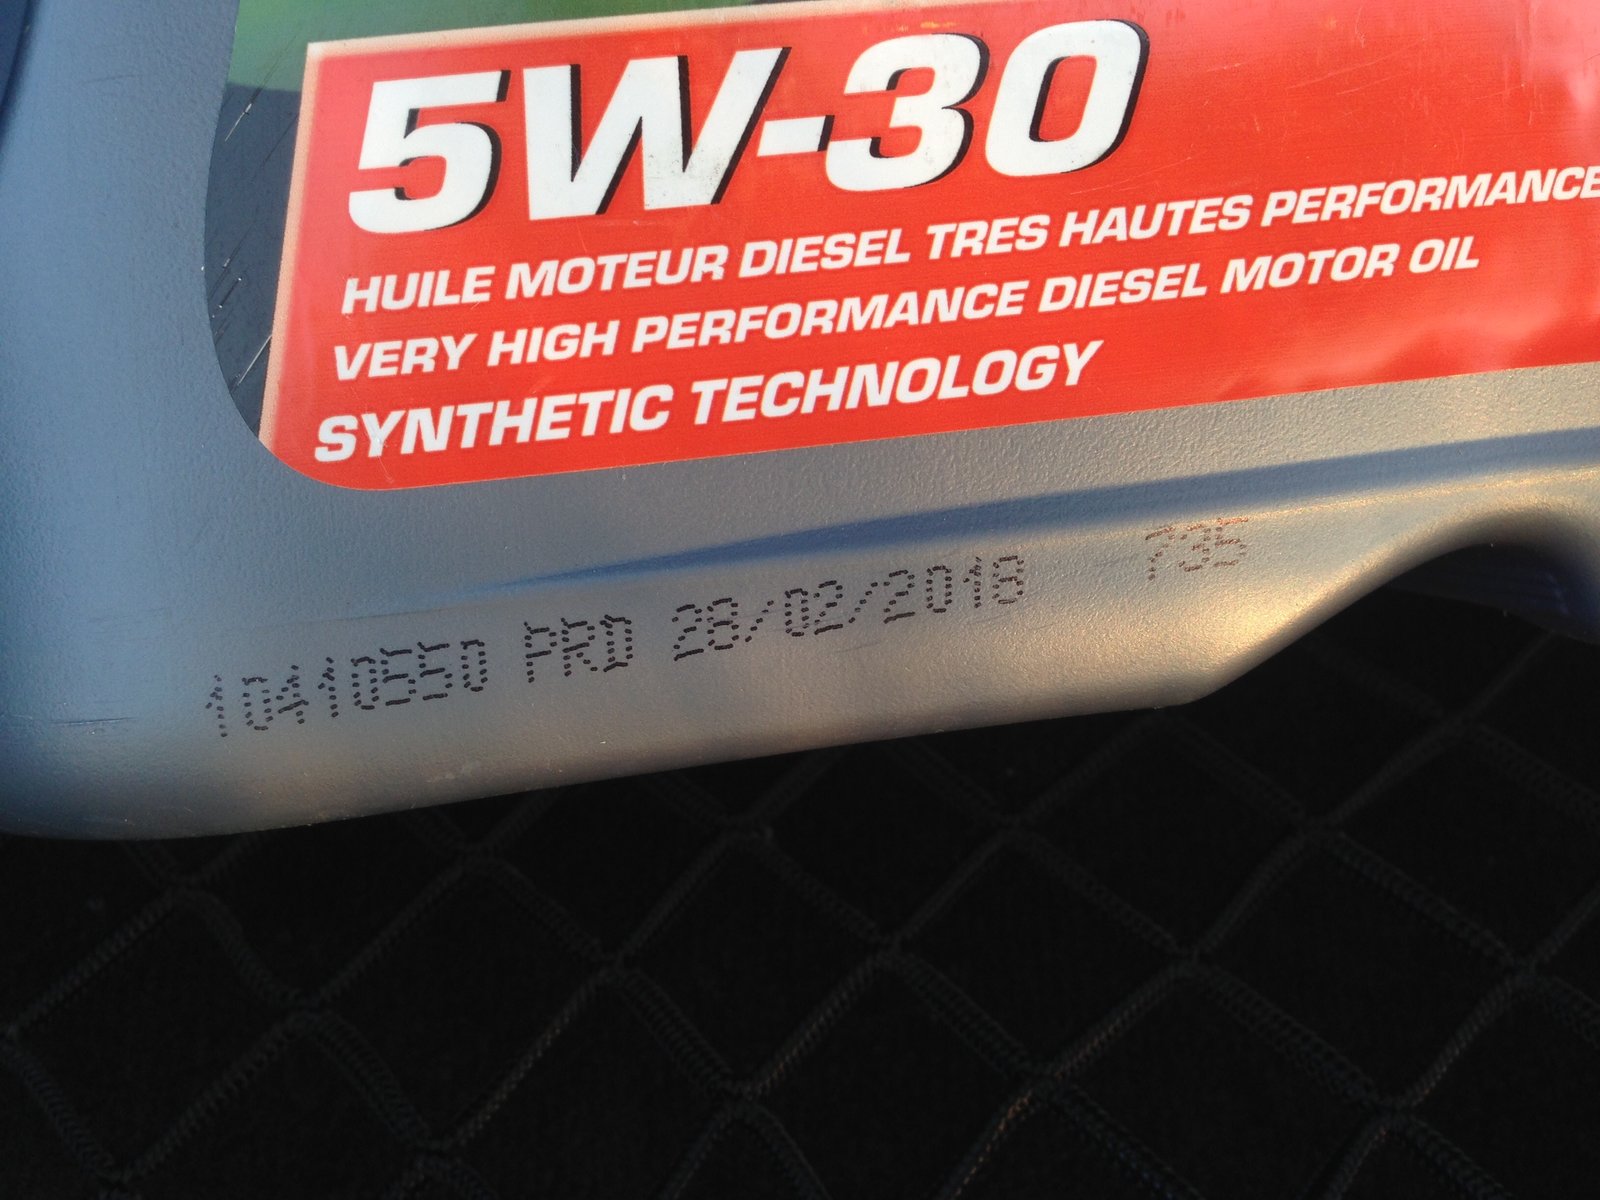 5W-30
HUILE MOTEUR DIESEL TRES HAUTES PERFORMANCE
VERY HIGH PERFORMANCE DIESEL MOTOR OIL
SYNTHETIC TECHNOLOGY
110410550 PRD 28/02/2018 735